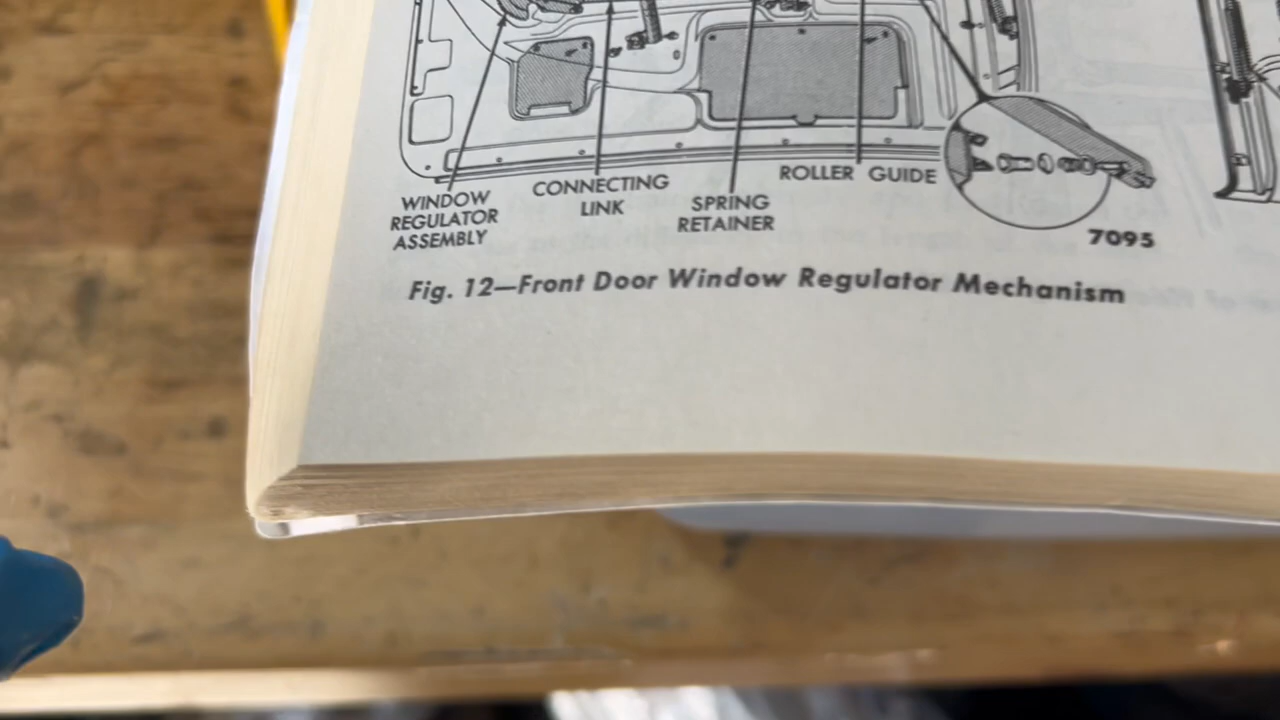 WINDOW
REGULATOR
ASSEMBLY
CONNECTING
LINK
SPRING
RETAINER
ROLLER GUIDE
7095
Fig. 12—Front Door Window Regulator Mechanism